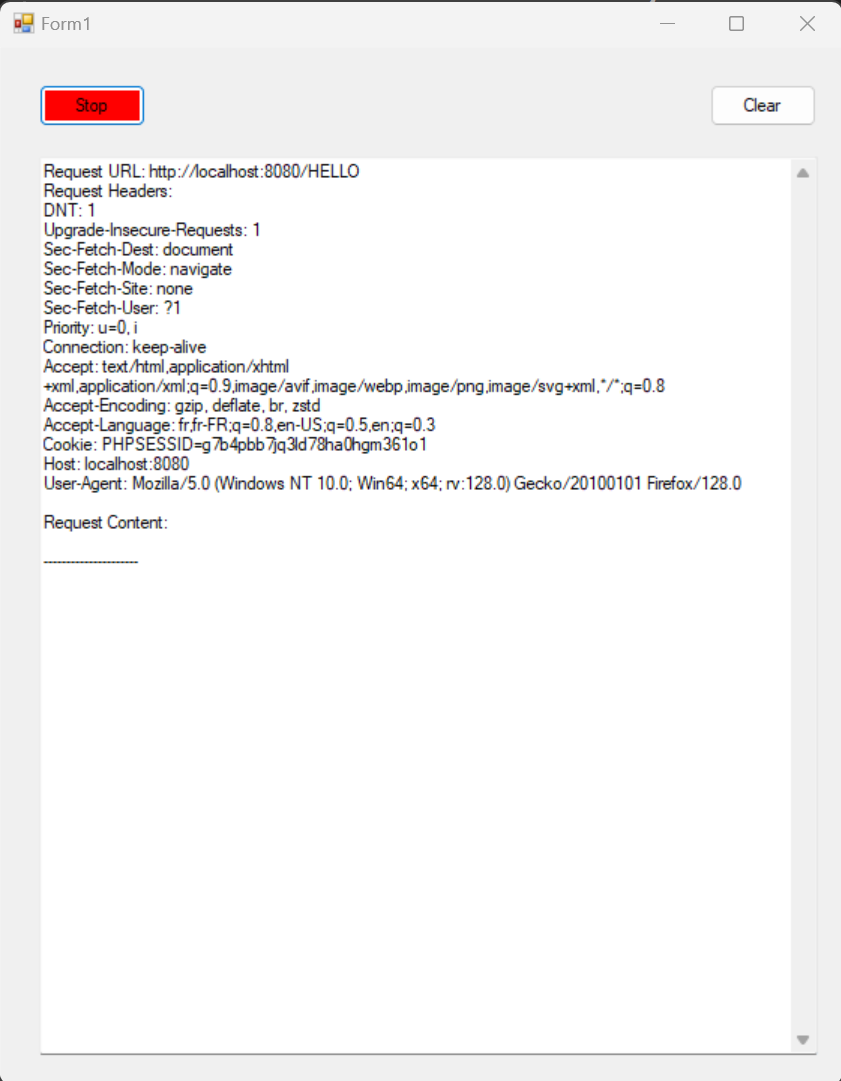 Form1
Stop
Clear
Request URL: http://localhost:8080/HELLO
Request Headers:
DNT: 1
Upgrade-Insecure-Requests: 1
Sec-Fetch-Dest: document
Sec-Fetch-Mode: navigate
Sec-Fetch-Site: none
Sec-Fetch-User: ?1
Priority: u=0, i
Connection: keep-alive
Accept: text/html,application/xhtml
+xml,application/xml;q=0.9,image/avif,image/webp,image/png,image/svg+xml,*/*;q=0.8
Accept-Encoding: gzip, deflate, br, zstd
Accept-Language: fr,fr-FR;q=0.8,en-US;q=0.5,en;q=0.3
Cookie: PHPSESSID=g7b4pbb7jq3ld78ha0hgm361o1
Host: localhost:8080
User-Agent: Mozilla/5.0 (Windows NT 10.0; Win64; x64; rv:128.0) Gecko/20100101 Firefox/128.0
Request Content:
---------------------